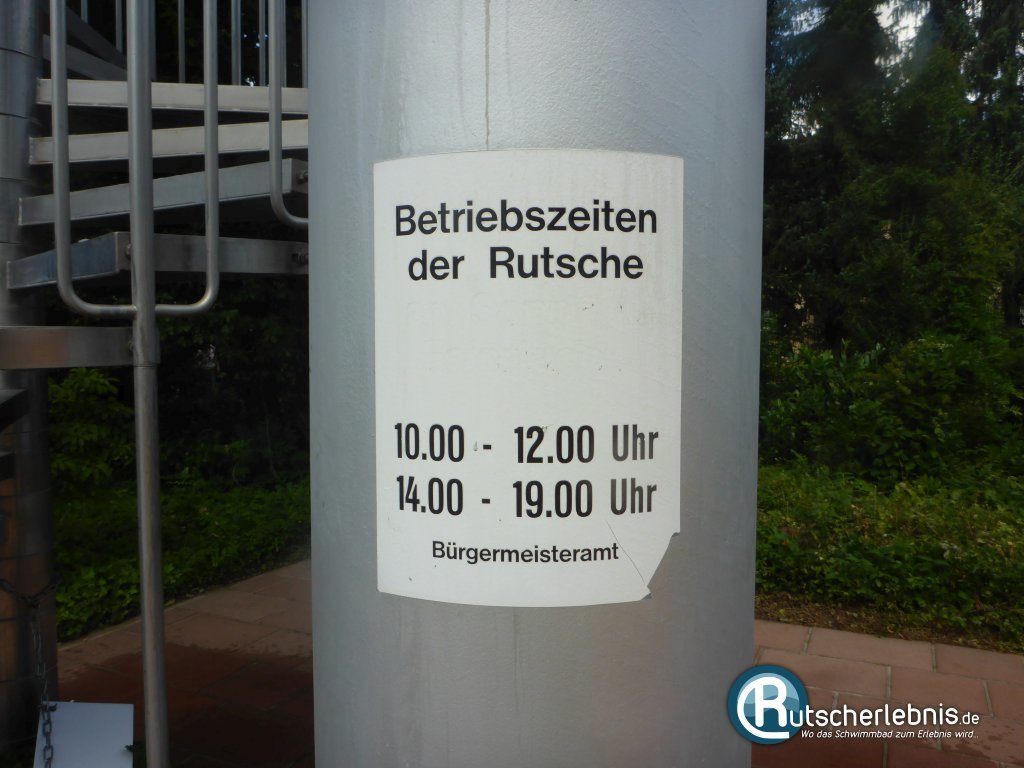 Betriebszeiten
der Rutsche
10.00 - 12.00 Uhr
14.00 - 19.00 Uhr
Bürgermeisteramt
Rutscherlebnis.de
Wo das Schwimmbad zum Erlebnis wird..